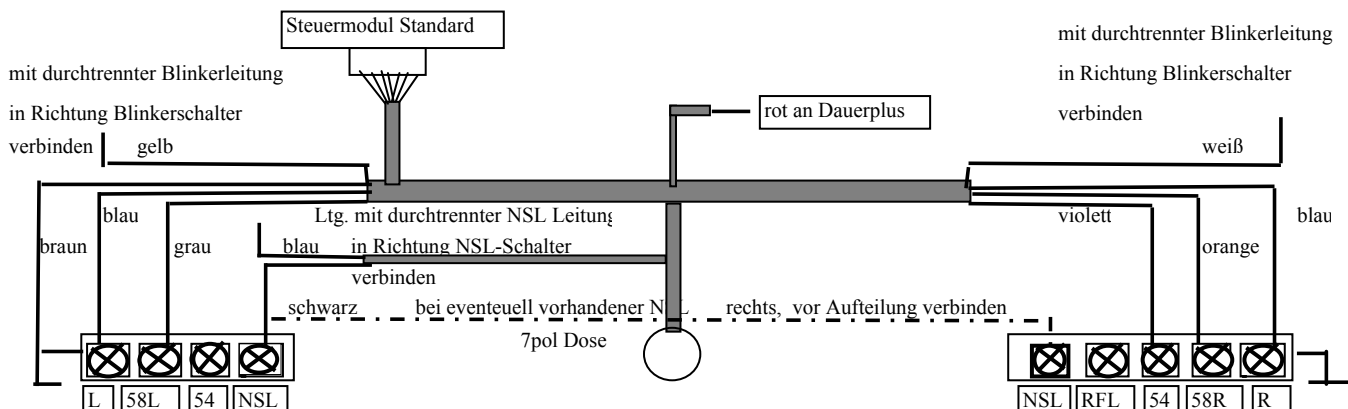 Steuermodul Standard
mit durchtrennter Blinkerleitung
in Richtung Blinkerschalter
verbinden
gelb
mit durchtrennter Blinkerleitung
in Richtung Blinkerschalter
verbinden
weiß
rot an Dauerplus
blau
braun
grau
Ltg. mit durchtrennter NSL Leitung
blau
in Richtung NSL-Schalter
verbinden
violett
orange
blau
schwarz
bei eventeuell vorhandener NSL rechts, vor Aufteilung verbinden
7pol Dose
L 58L 54 NSL
NSL RFL 54 58R R